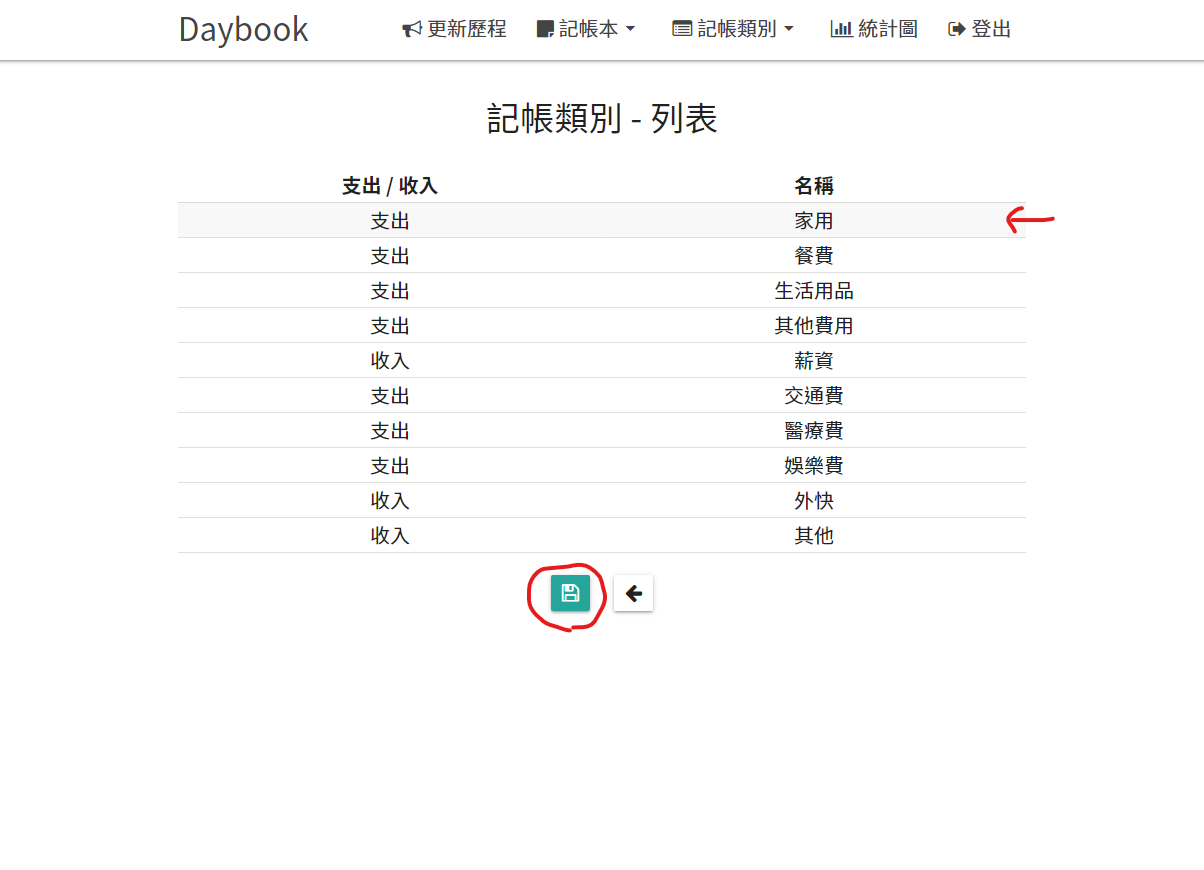 Daybook 更新歷程 記帳本 記帳類別 統計圖 登出
記帳類別 - 列表
支出 / 收入 名稱
支出 家用
支出 餐費
支出 生活用品
支出 其他費用
收入 薪資
支出 交通費
支出 醫療費
支出 娛樂費
收入 外快
收入 其他